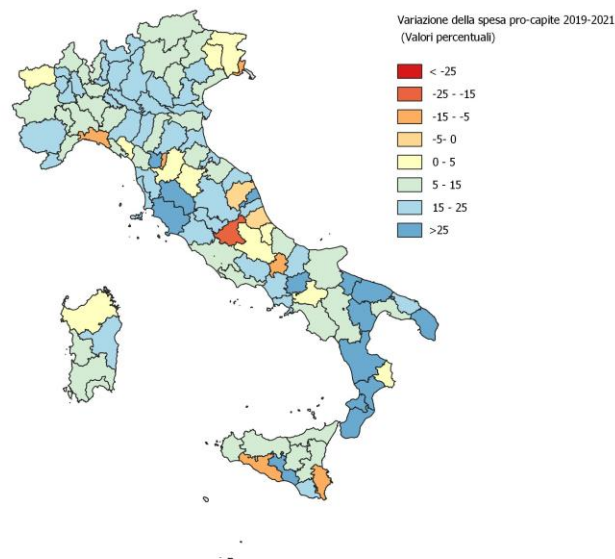 Variazione della spesa pro-capite 2019-2021
(Valori percentuali)
< -25
-25 - -15
-15 - -5
-5- 0
0 - 5
5 - 15
15 - 25
>25